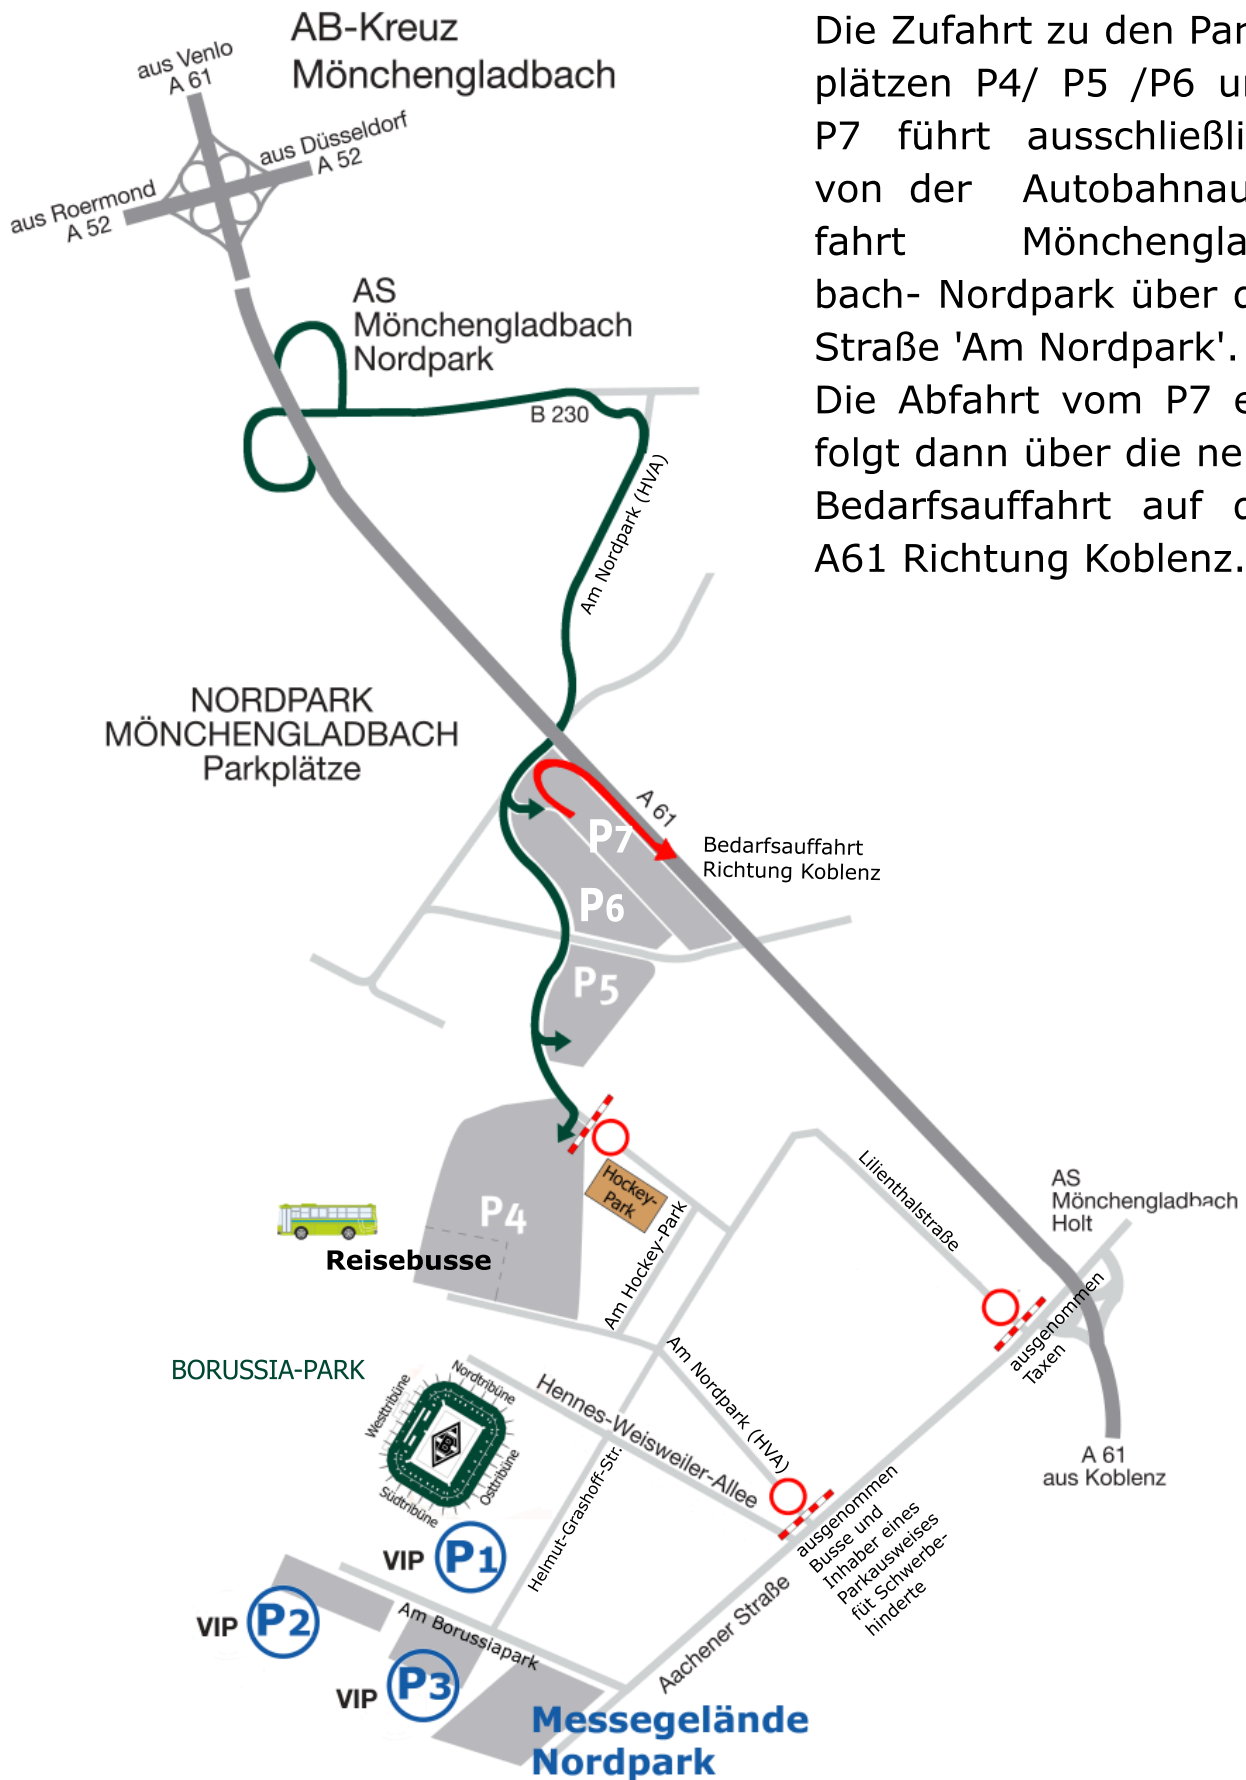 AB-Kreuz
Mönchengladbach
aus Venlo
A 61
aus Düsseldorf
A 52
aus Roermond
A 52
Die Zufahrt zu den Par
plätzen P4/ P5 /P6 u
P7 führt ausschließli
von der Autobahnau
fahrt Mönchengla
bach- Nordpark über d
Straße 'Am Nordpark'.
Die Abfahrt vom P7 e
folgt dann über die ne
Bedarfsauffahrt auf d
A61 Richtung Koblenz.
AS
Mönchengladbach
Nordpark
B 230
Am Nordpark (HVA)
NORDPARK
MÖNCHENGLADBACH
Parkplätze
A 61
P7
Bedarfsauffahrt
Richtung Koblenz
P6
P5
Hockey-
Park
P4
Reisebusse
Am Hockey-Park
Lilienthalstraße
AS
Mönchengladbach
Holt
ausgenommen
Taxen
A 61
aus Koblenz
BORUSSIA-PARK
Nordtribüne
Westtribüne
Osttribüne
Südtribüne
Hennes-Weisweiler-Allee
Am Nordpark (HVA)
Helmut-Grashoff-Str.
ausgenommen
Busse und
Inhaber eines
Parkausweises
füt Schwerbe-
hinderte
Aachener Straße
VIP P1
VIP P2
Am Borussiapark
VIP P3
Messegelände
Nordpark